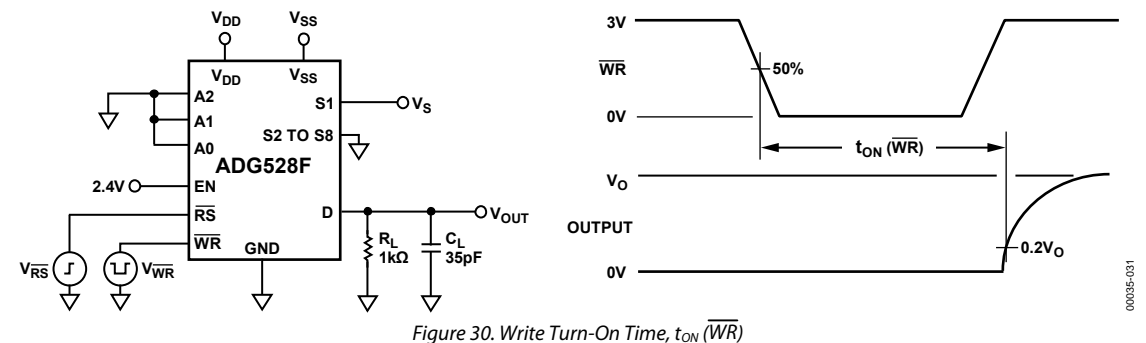 VDD
VSS
VDD
VSS
A2
A1
A0
S1
VS
S2 TO S8
ADG528F
2.4V
EN
RS
WR
D
VOUT
GND
RL
1kΩ
CL
35pF
VRS
VWR
3V
WR
50%
0V
tON (WR)
VO
OUTPUT
0.2VO
0V
00035-031
Figure 30. Write Turn-On Time, tON (WR)